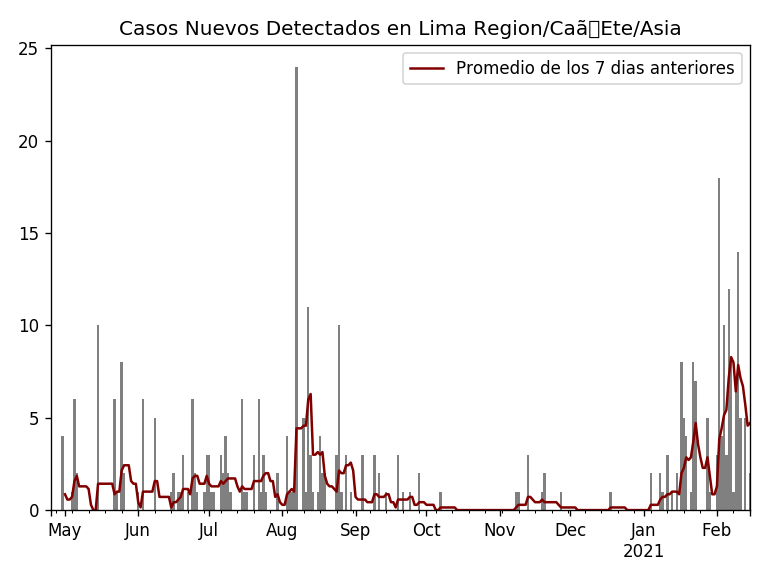 Casos Nuevos Detectados en Lima Region/Caã▯Ete/Asia
25
Promedio de los 7 dias anteriores
20
15
10
5
0
May Jun Jul Aug Sep Oct Nov Dec Jan Feb
2021